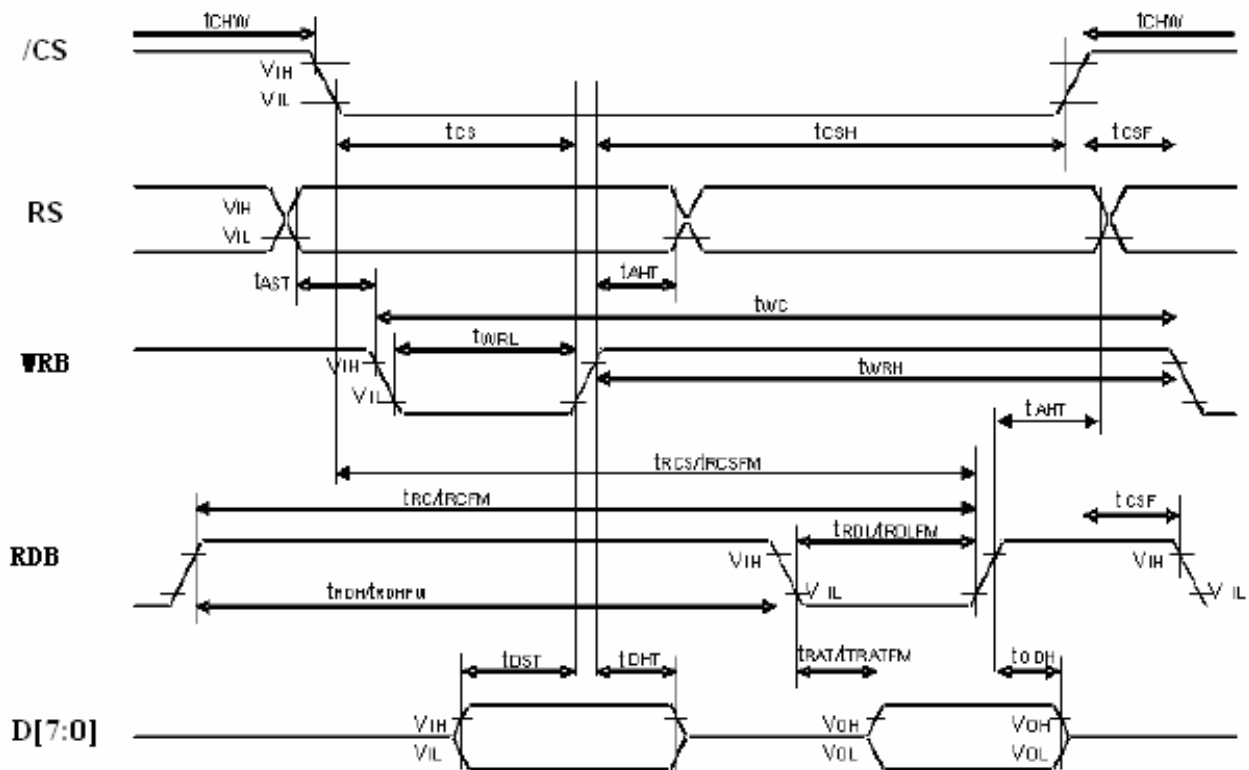 tCHW tCHW
/CS
VIH
VIL
tCS tCSH tCSF
RS
VIH
VIL
tAST tAHT
tWC
WRB
tWRL
VIH
VIL
tWRH
tAHT
tRCS/tRCSFM
tRC/tRCFM
tCSF
RDB
tRDL/tRDLFM
VIH VIH
tRDH/tRDHFM
VIL VIL
tDST tDHT tRAT/tTRATFM tODH
D[7:0]
VIH VOH VOH
VIL VOL VOL